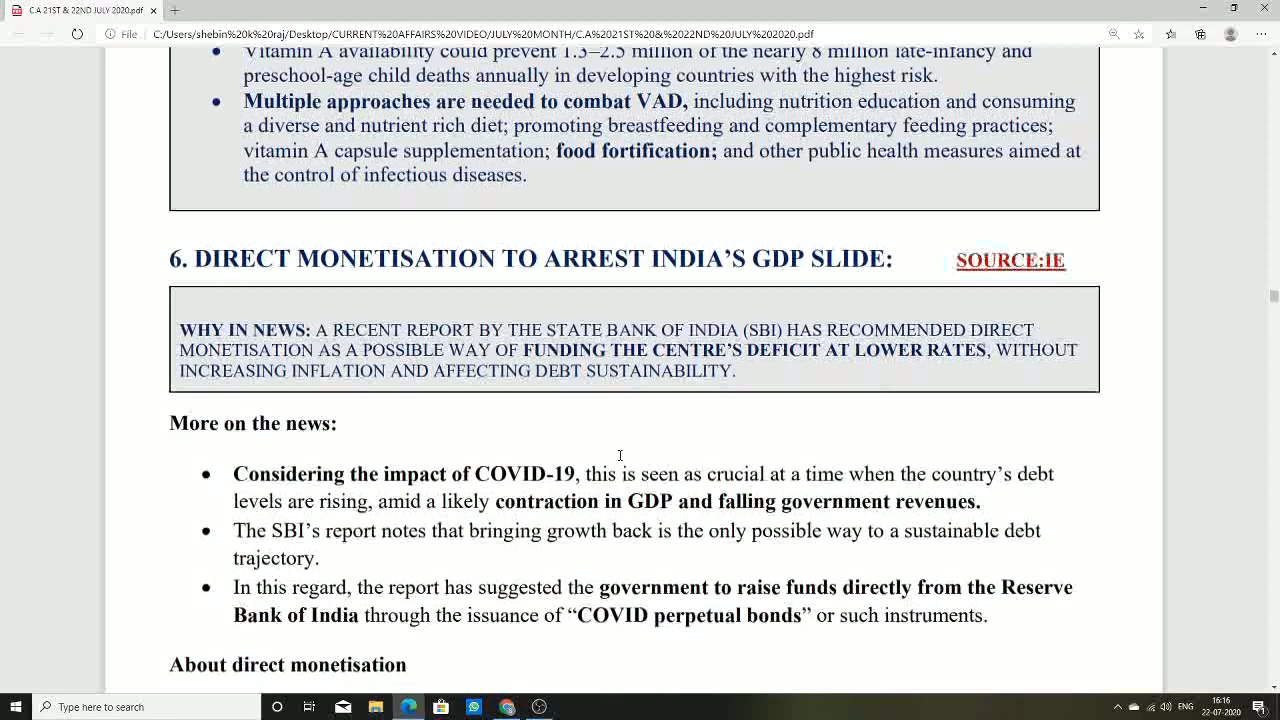 C.A 21ST & 22ND JULY 2020.pdf
File
C:/Users/shebin%20k%20raj/Desktop/CURRENT%20AFFAIRS%20VIDEO/JULY%20MONTH/C.A%2021ST%20&%2022ND%20JULY%202020.pdf
Vitamin A availability could prevent 1.3–2.5 million of the nearly 8 million late-infancy and
preschool-age child deaths annually in developing countries with the highest risk.
Multiple approaches are needed to combat VAD, including nutrition education and consuming
a diverse and nutrient rich diet; promoting breastfeeding and complementary feeding practices;
vitamin A capsule supplementation; food fortification; and other public health measures aimed at
the control of infectious diseases.
6. DIRECT MONETISATION TO ARREST INDIA’S GDP SLIDE: SOURCE:IE
WHY IN NEWS: A RECENT REPORT BY THE STATE BANK OF INDIA (SBI) HAS RECOMMENDED DIRECT
MONETISATION AS A POSSIBLE WAY OF FUNDING THE CENTRE’S DEFICIT AT LOWER RATES, WITHOUT
INCREASING INFLATION AND AFFECTING DEBT SUSTAINABILITY.
More on the news:
Considering the impact of COVID-19, this is seen as crucial at a time when the country’s debt
levels are rising, amid a likely contraction in GDP and falling government revenues.
The SBI’s report notes that bringing growth back is the only possible way to a sustainable debt
trajectory.
In this regard, the report has suggested the government to raise funds directly from the Reserve
Bank of India through the issuance of “COVID perpetual bonds” or such instruments.
About direct monetisation
Type here to search
ENG
16:16
22-07-2020